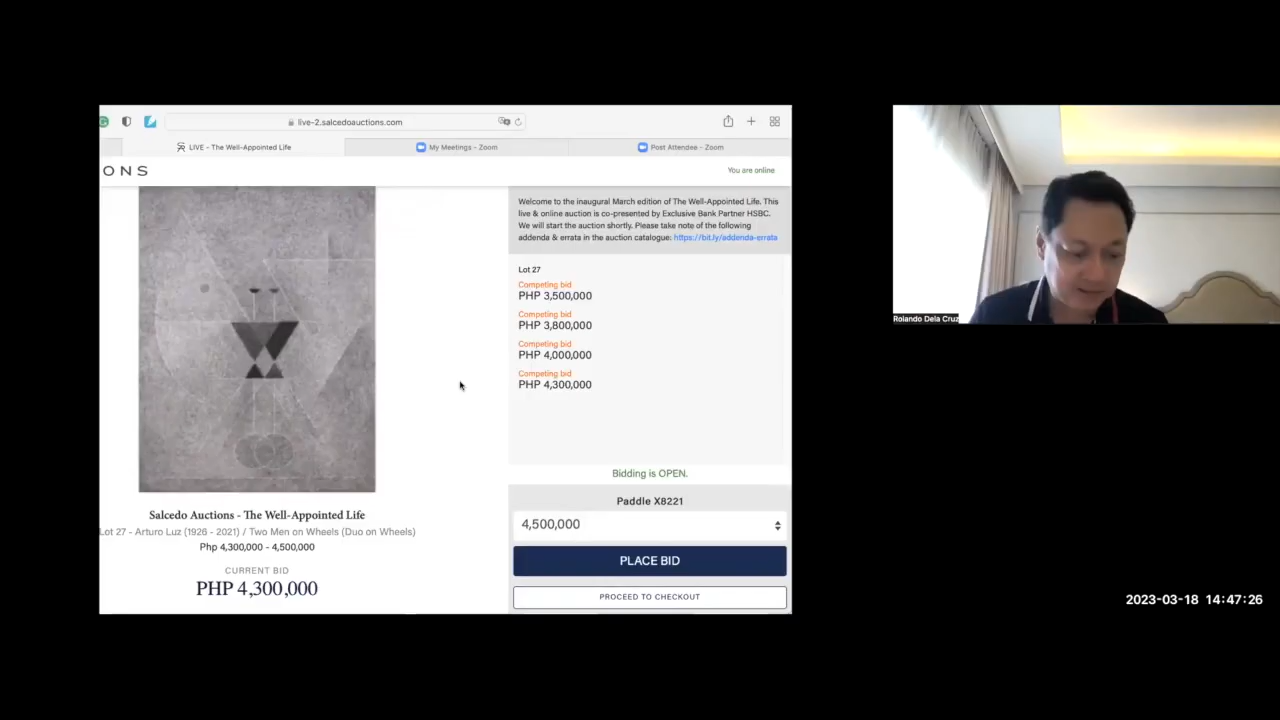 live-2.salcedoauctions.com
LIVE - The Well-Appointed Life
My Meetings - Zoom
Post Attendee - Zoom
ONS
You are online
Welcome to the inaugural March edition of The Well-Appointed Life. This
live & online auction is co-presented by Exclusive Bank Partner HSBC.
We will start the auction shortly. Please take note of the following
addenda & errata in the auction catalogue: https://bit.ly/addenda-errata
Lot 27
Competing bid
PHP 3,500,000
Competing bid
PHP 3,800,000
Competing bid
PHP 4,000,000
Competing bid
PHP 4,300,000
Bidding is OPEN.
Paddle X8221
4,500,000
PLACE BID
PROCEED TO CHECKOUT
Salcedo Auctions - The Well-Appointed Life
Lot 27 - Arturo Luz (1926 - 2021) / Two Men on Wheels (Duo on Wheels)
Php 4,300,000 - 4,500,000
CURRENT BID
PHP 4,300,000
Rolando Dela Cruz
2023-03-18 14:47:26